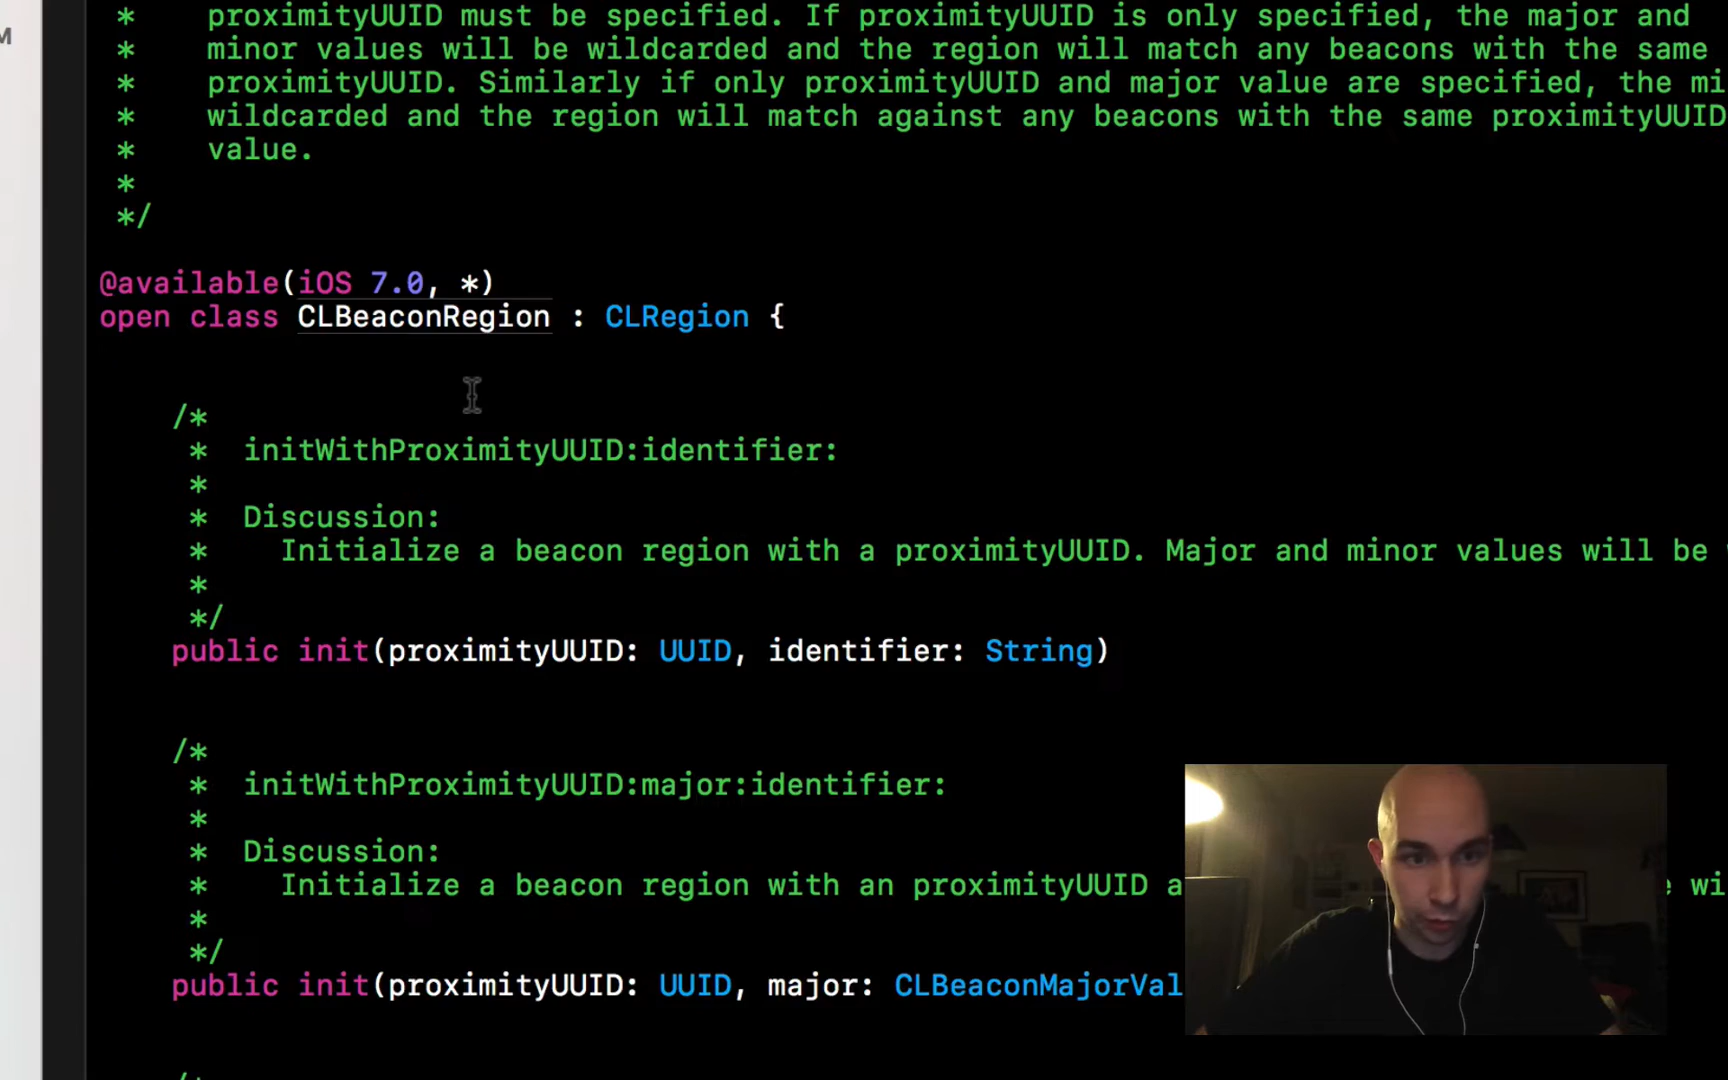 M
* proximityUUID must be specified. If proximityUUID is only specified, the major and
* minor values will be wildcarded and the region will match any beacons with the same
* proximityUUID. Similarly if only proximityUUID and major value are specified, the mi
* wildcarded and the region will match against any beacons with the same proximityUUID
* value.
*
*/
@available(iOS 7.0, *)
open class CLBeaconRegion : CLRegion {
/*
* initWithProximityUUID:identifier:
*
* Discussion:
* Initialize a beacon region with a proximityUUID. Major and minor values will be
*
*/
public init(proximityUUID: UUID, identifier: String)
/*
* initWithProximityUUID:major:identifier:
*
* Discussion:
* Initialize a beacon region with an proximityUUID a wi
*
*/
public init(proximityUUID: UUID, major: CLBeaconMajorVal